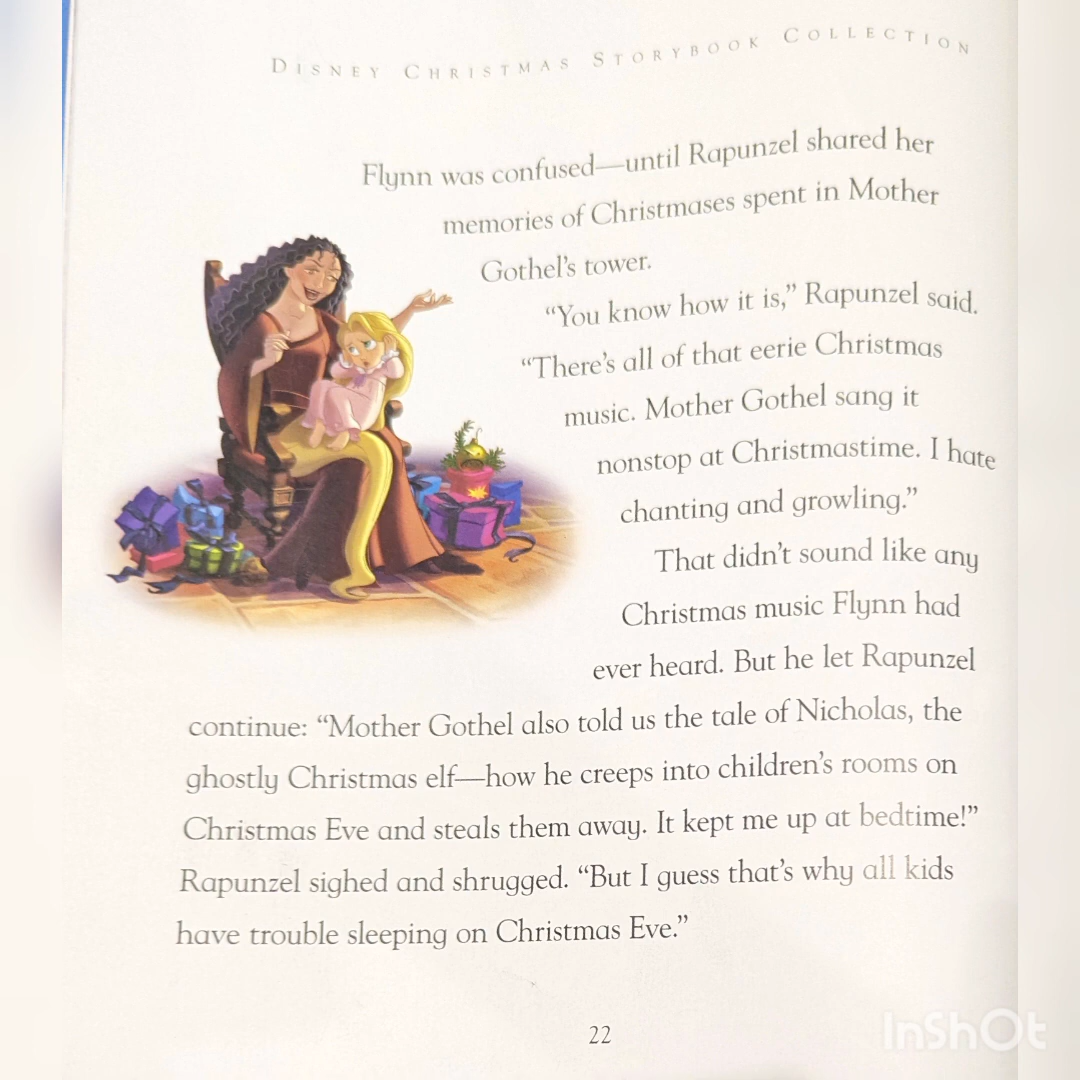 Disney Christmas Storybook Collection
Flynn was confused—until Rapunzel shared her
memories of Christmases spent in Mother
Gothel’s tower.
“You know how it is,” Rapunzel said.
“There’s all of that eerie Christmas
music. Mother Gothel sang it
nonstop at Christmastime. I hate
chanting and growling.”
That didn’t sound like any
Christmas music Flynn had
ever heard. But he let Rapunzel
continue: “Mother Gothel also told us the tale of Nicholas, the
ghostly Christmas elf—how he creeps into children’s rooms on
Christmas Eve and steals them away. It kept me up at bedtime!”
Rapunzel sighed and shrugged. “But I guess that’s why all kids
have trouble sleeping on Christmas Eve.”
22
InShOt